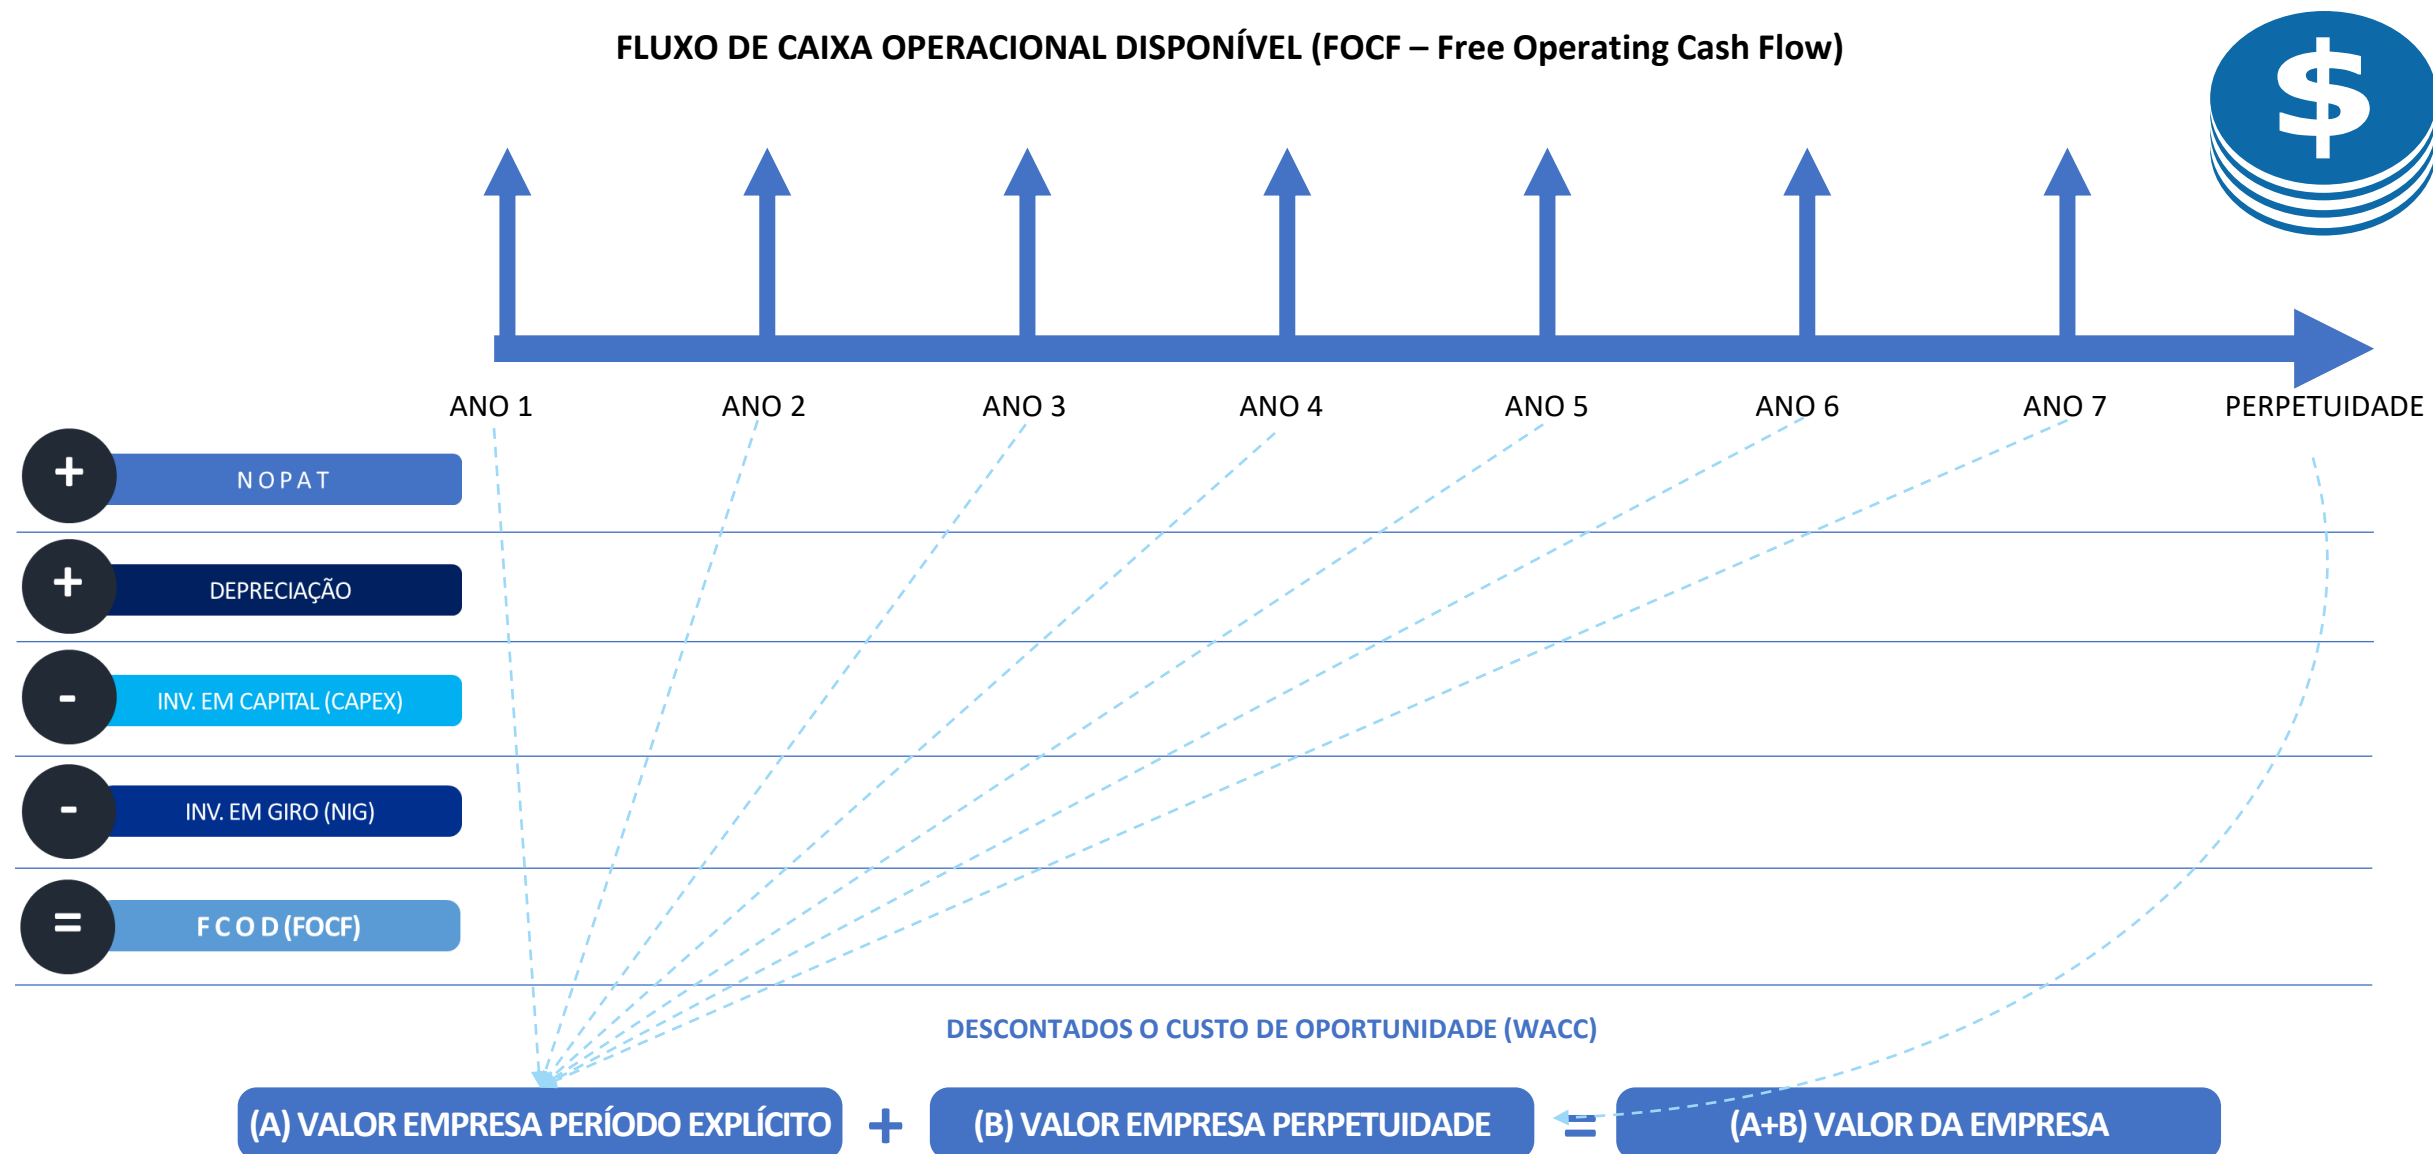 FLUXO DE CAIXA OPERACIONAL DISPONÍVEL (FOCF – Free Operating Cash Flow)
$
ANO 1 ANO 2 ANO 3 ANO 4 ANO 5 ANO 6 ANO 7 PERPETUIDADE
+ N O P A T
+ DEPRECIAÇÃO
- INV. EM CAPITAL (CAPEX)
- INV. EM GIRO (NIG)
= F C O D (FOCF)
DESCONTADOS O CUSTO DE OPORTUNIDADE (WACC)
(A) VALOR EMPRESA PERÍODO EXPLÍCITO + (B) VALOR EMPRESA PERPETUIDADE = (A+B) VALOR DA EMPRESA